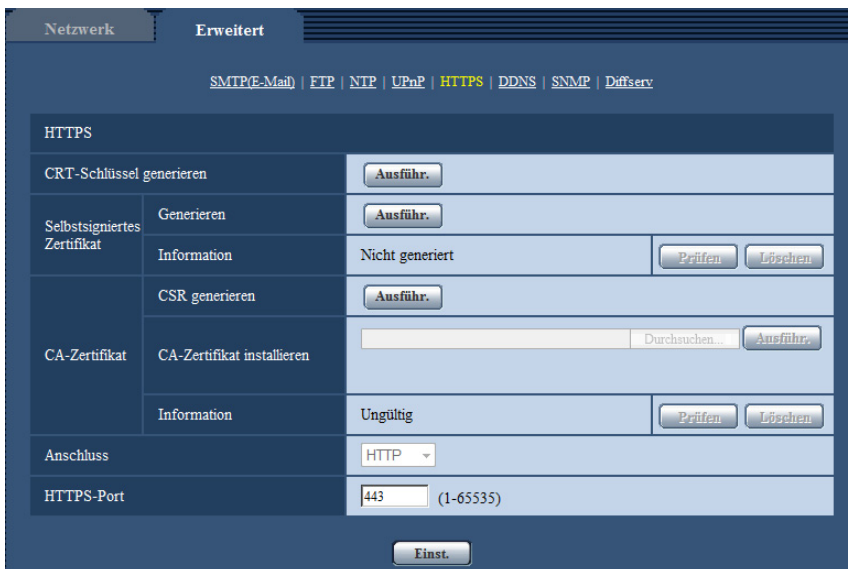 Netzwerk
Erweitert
SMTP(E-Mail) | FTP | NTP | UPnP | HTTPS | DDNS | SNMP | Diffserv
HTTPS
CRT-Schlüssel generieren
Ausführ.
Selbstsigniertes
Zertifikat
Generieren
Ausführ.
Information
Nicht generiert
Prüfen
Löschen
CA-Zertifikat
CSR generieren
Ausführ.
CA-Zertifikat installieren
Durchsuchen...
Ausführ.
Information
Ungültig
Prüfen
Löschen
Anschluss
HTTP
HTTPS-Port
443 (1-65535)
Einst.